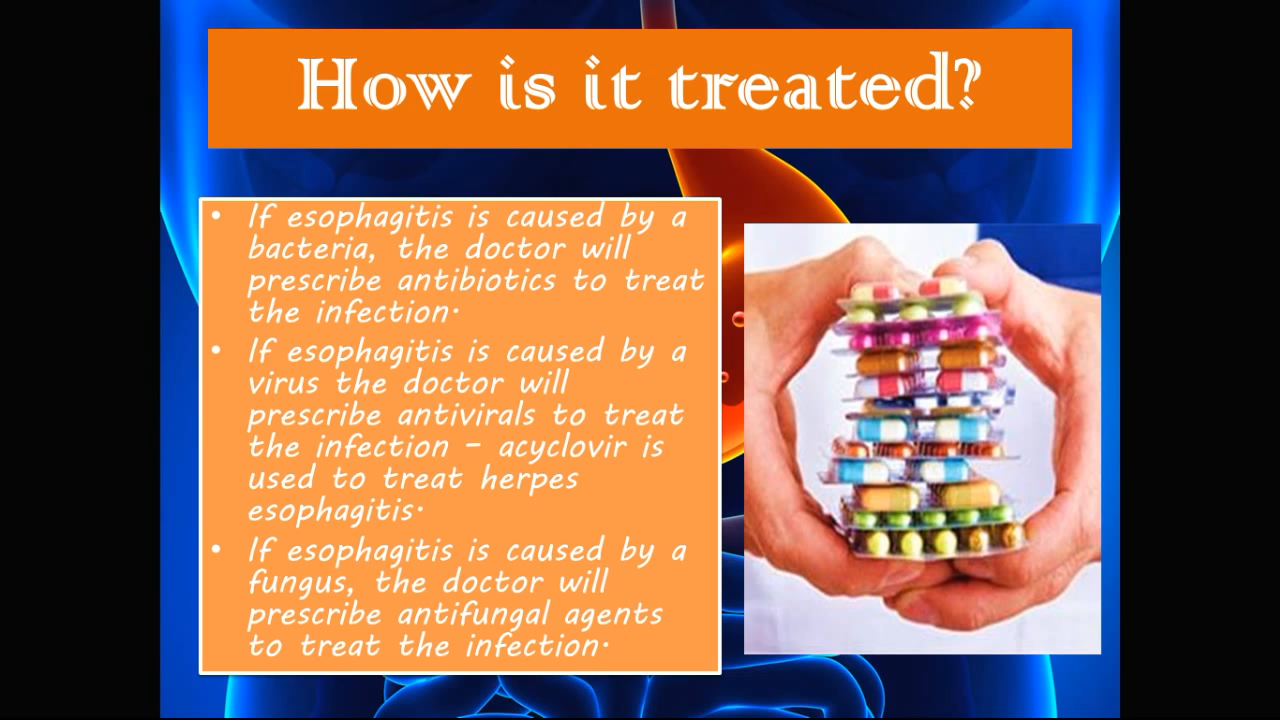 How is it treated?
• If esophagitis is caused by a
bacteria, the doctor will
prescribe antibiotics to treat
the infection.
• If esophagitis is caused by a
virus the doctor will
prescribe antivirals to treat
the infection – acyclovir is
used to treat herpes
esophagitis.
• If esophagitis is caused by a
fungus, the doctor will
prescribe antifungal agents
to treat the infection.